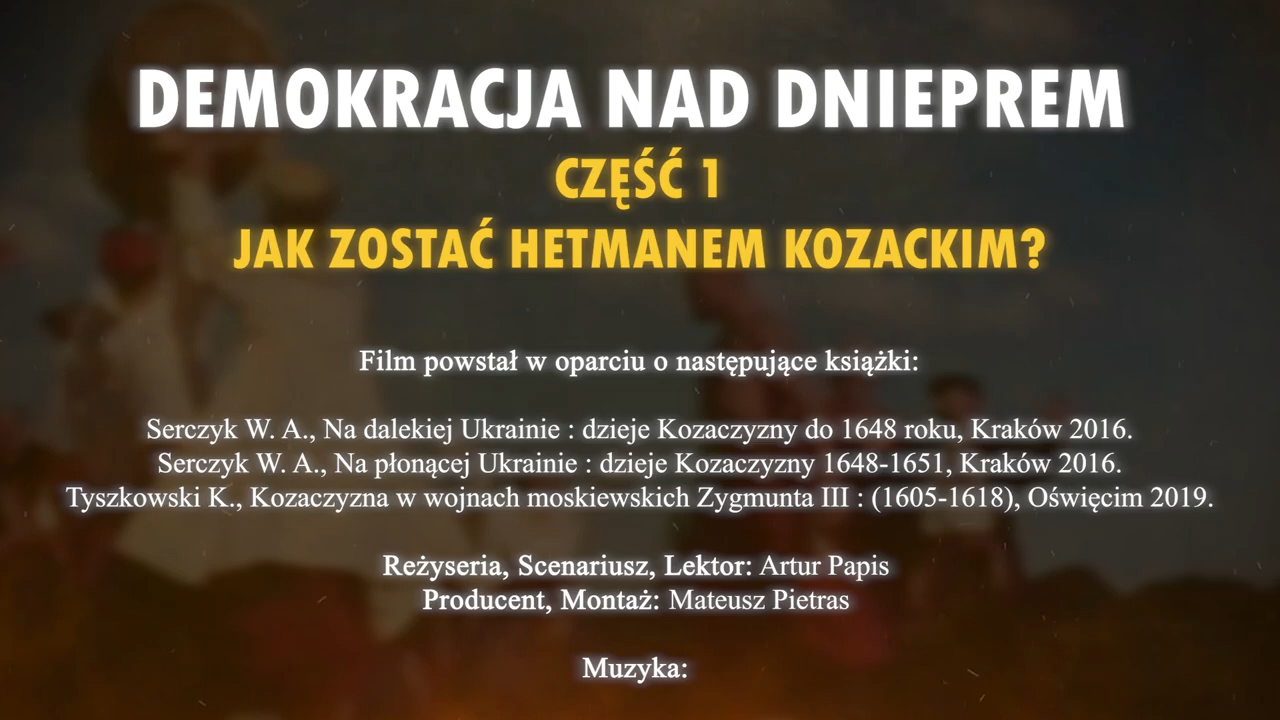 DEMOKRACJA NAD DNIEPREM
CZĘŚĆ 1
JAK ZOSTAĆ HETMANEM KOZACKIM?
Film powstał w oparciu o następujące książki:
Serczyk W. A., Na dalekiej Ukrainie : dzieje Kozaczyzny do 1648 roku, Kraków 2016.
Serczyk W. A., Na płonącej Ukrainie : dzieje Kozaczyzny 1648-1651, Kraków 2016.
Tyszkowski K., Kozaczyzna w wojnach moskiewskich Zygmunta III : (1605-1618), Oświęcim 2019.
Reżyseria, Scenariusz, Lektor: Artur Papis
Producent, Montaż: Mateusz Pietras
Muzyka: